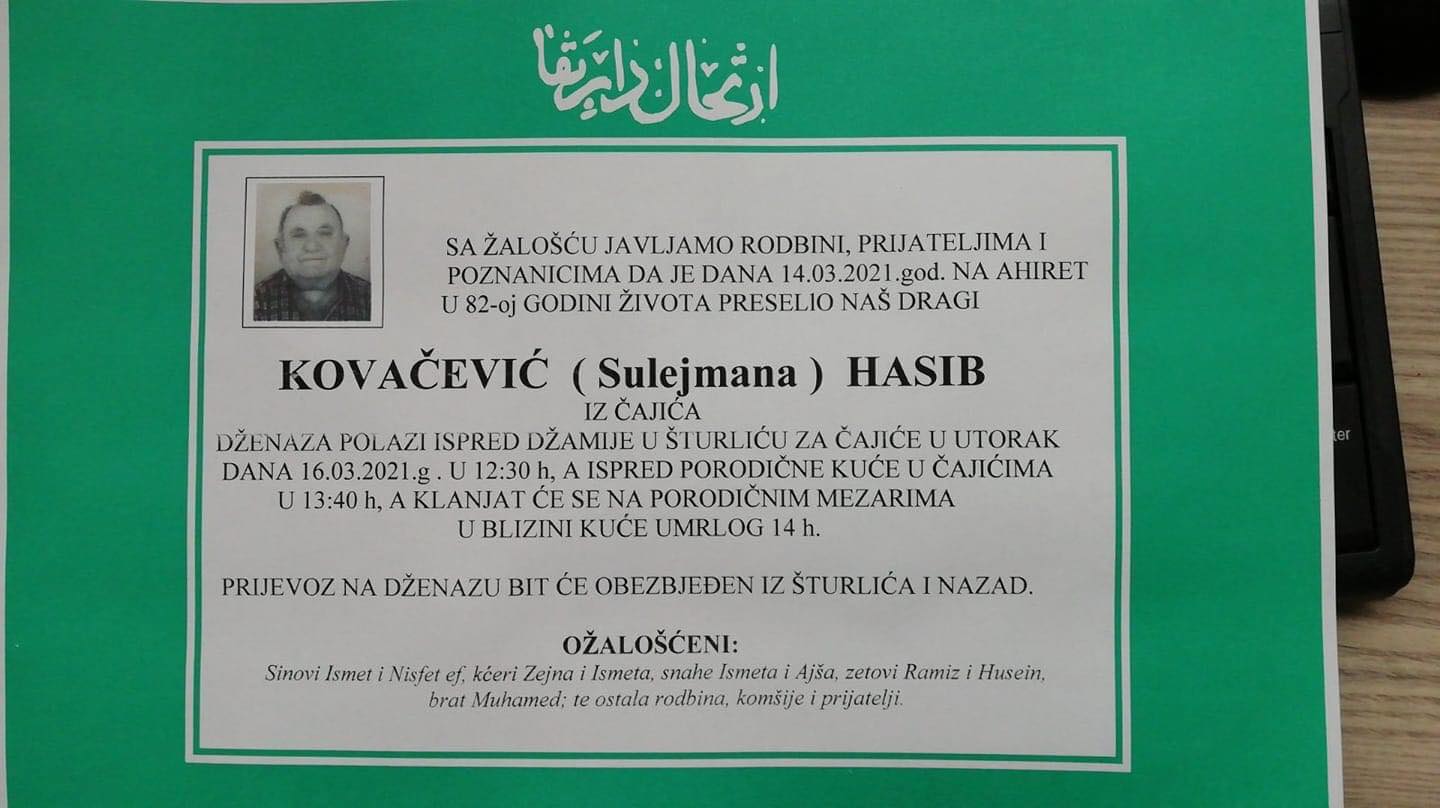 ارتحال دار بقا
SA ŽALOŠĆU JAVLJAMO RODBINI, PRIJATELJIMA I
POZNANICIMA DA JE DANA 14.03.2021.god. NA AHIRET
U 82-oj GODINI ŽIVOTA PRESELIO NAŠ DRAGI
KOVAČEVIĆ ( Sulejmana ) HASIB
IZ ČAJIĆA
DŽENAZA POLAZI ISPRED DŽAMIJE U ŠTURLIĆU ZA ČAJIĆE U UTORAK
DANA 16.03.2021.g . U 12:30 h, A ISPRED PORODIČNE KUĆE U ČAJIĆIMA
U 13:40 h, A KLANJAT ĆE SE NA PORODIČNIM MEZARIMA
U BLIZINI KUĆE UMRLOG 14 h.
PRIJEVOZ NA DŽENAZU BIT ĆE OBEZBJEĐEN IZ ŠTURLIĆA I NAZAD.
OŽALOŠĆENI:
Sinovi Ismet i Nisfet ef, kćeri Zejna i Ismeta, snahe Ismeta i Ajša, zetovi Ramiz i Husein,
brat Muhamed; te ostala rodbina, komšije i prijatelji.